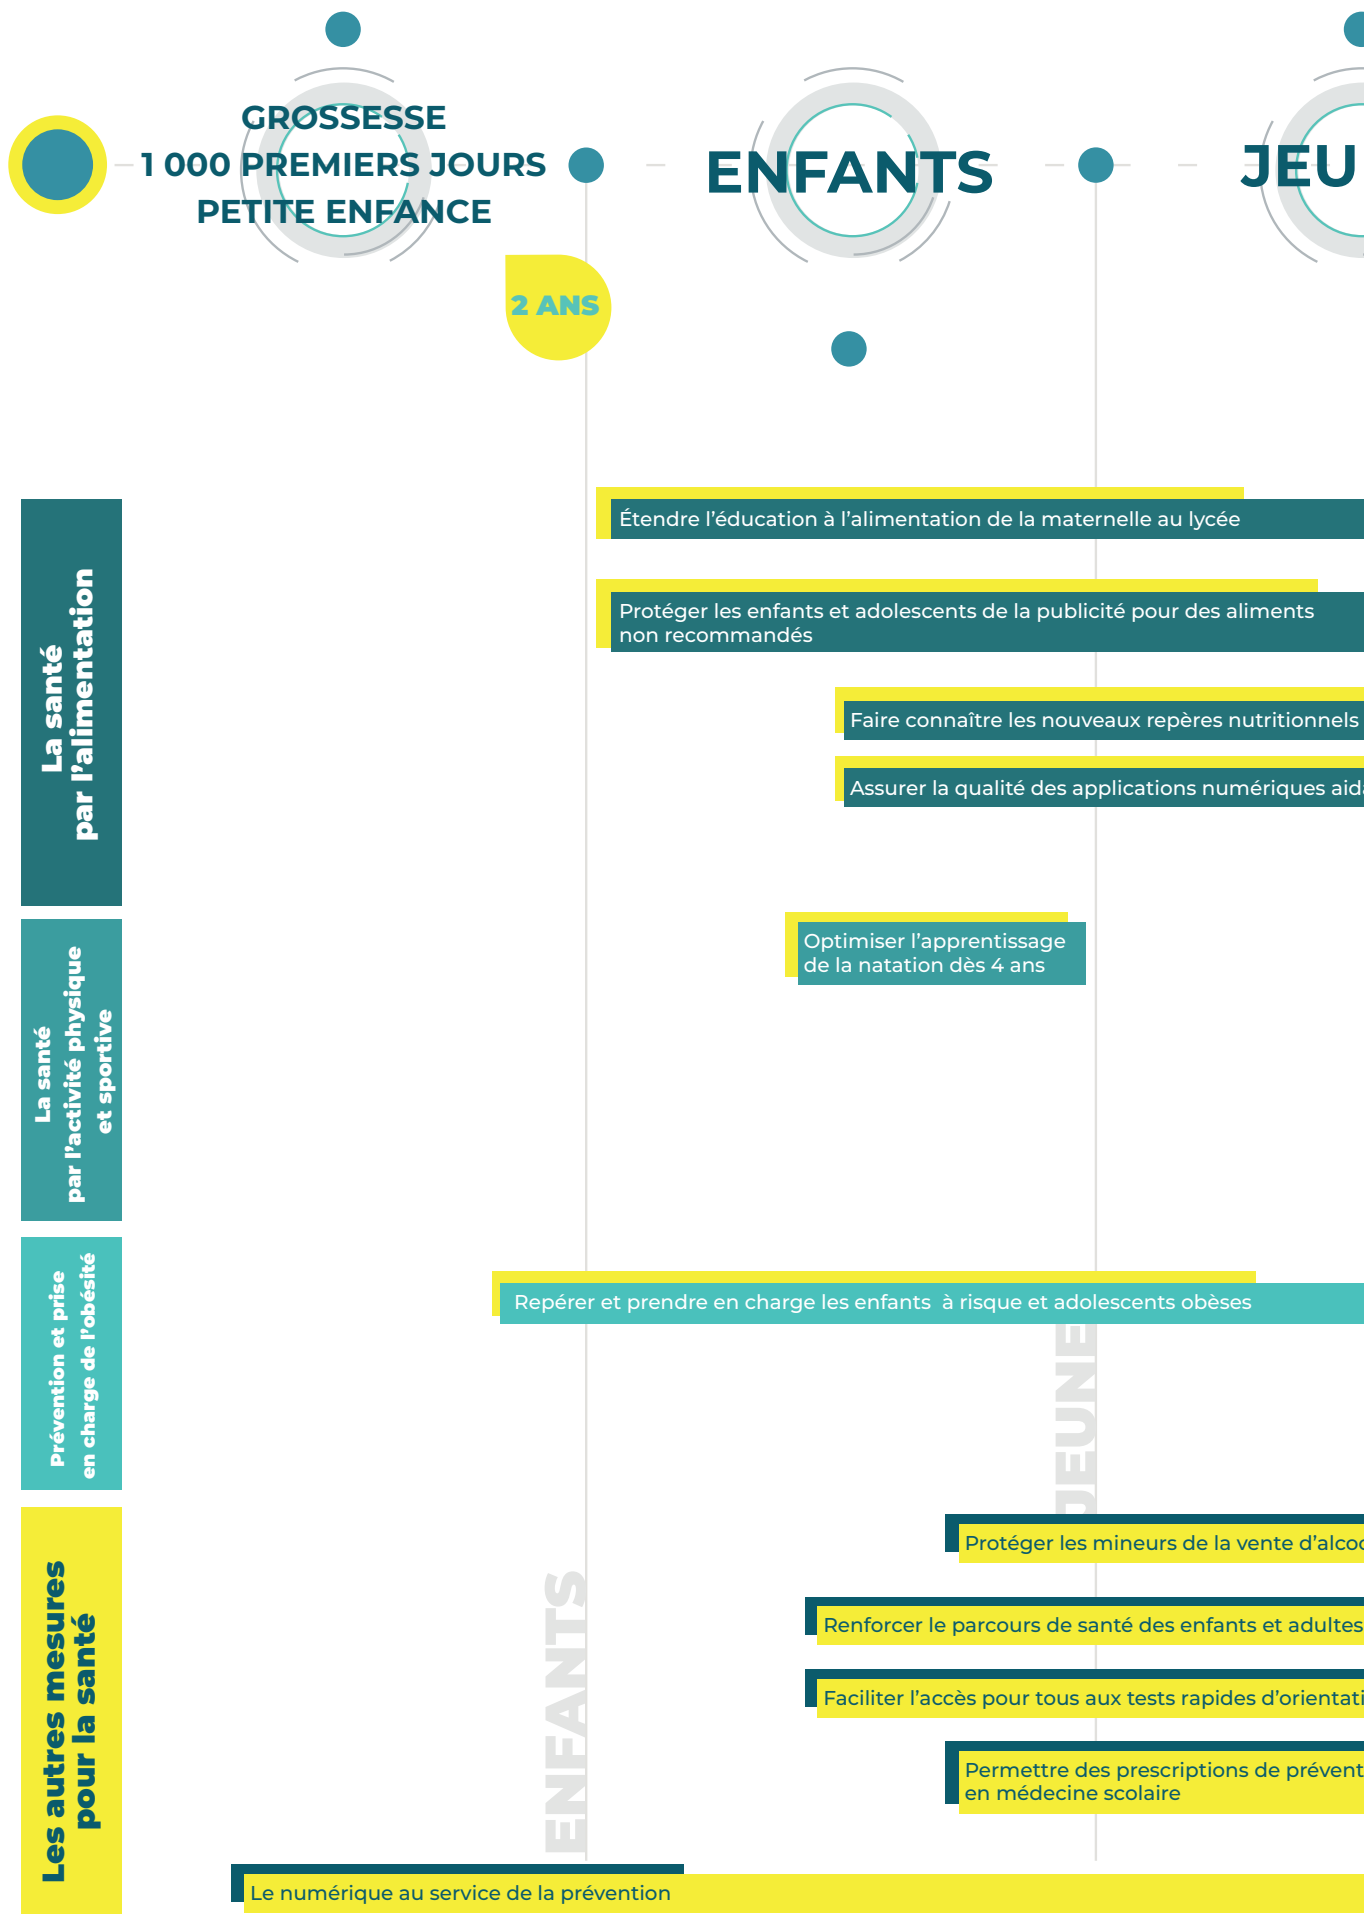 GROSSESSE
1 000 PREMIERS JOURS
PETITE ENFANCE
ENFANTS
JEU
2 ANS
La santé
par l’alimentation
Étendre l’éducation à l’alimentation de la maternelle au lycée
Protéger les enfants et adolescents de la publicité pour des aliments
non recommandés
Faire connaître les nouveaux repères nutritionnels
Assurer la qualité des applications numériques aida
La santé
par l’activité physique
et sportive
Optimiser l’apprentissage
de la natation dès 4 ans
Prévention et prise
en charge de l’obésité
Repérer et prendre en charge les enfants  à risque et adolescents obèses
JEUNE
Les autres mesures
pour la santé
ENFANTS
Protéger les mineurs de la vente d’alcoo
Renforcer le parcours de santé des enfants et adultes
Faciliter l’accès pour tous aux tests rapides d’orientati
Permettre des prescriptions de prévent
en médecine scolaire
Le numérique au service de la prévention